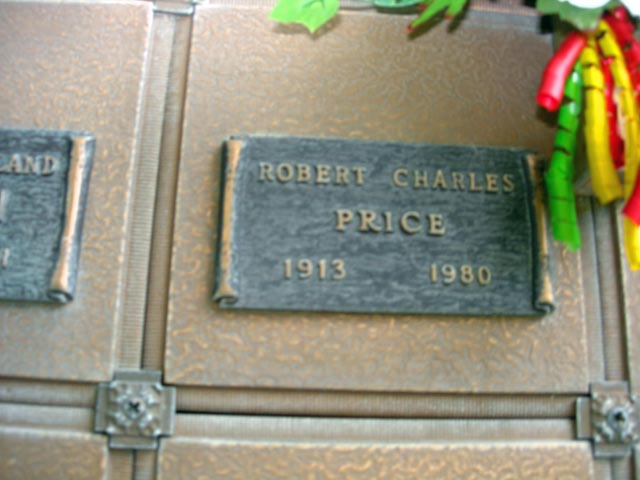 ROBERT CHARLES
PRICE
1913 1980
LAND